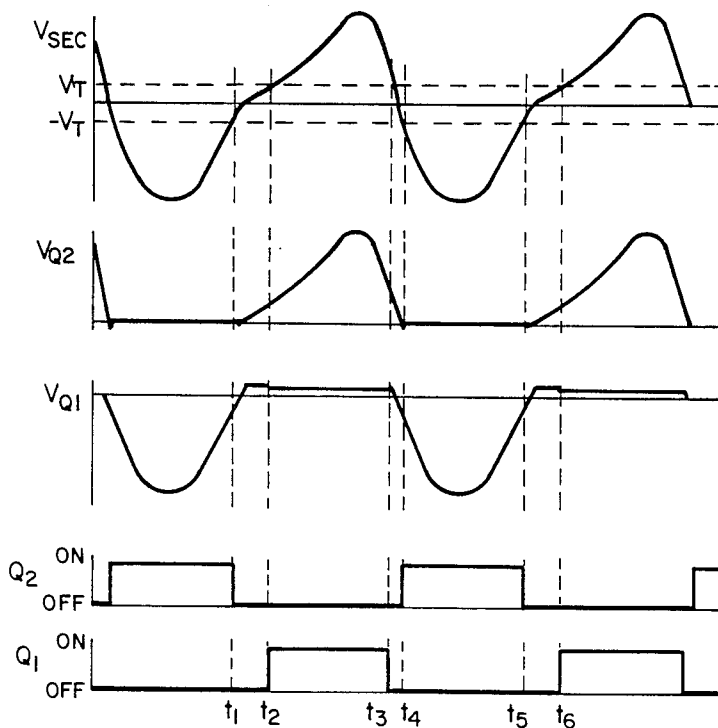 VSEC
VT
-VT
VQ2
VQ1
ON
Q2
OFF
ON
Q1
OFF
t1 t2 t3 t4 t5 t6